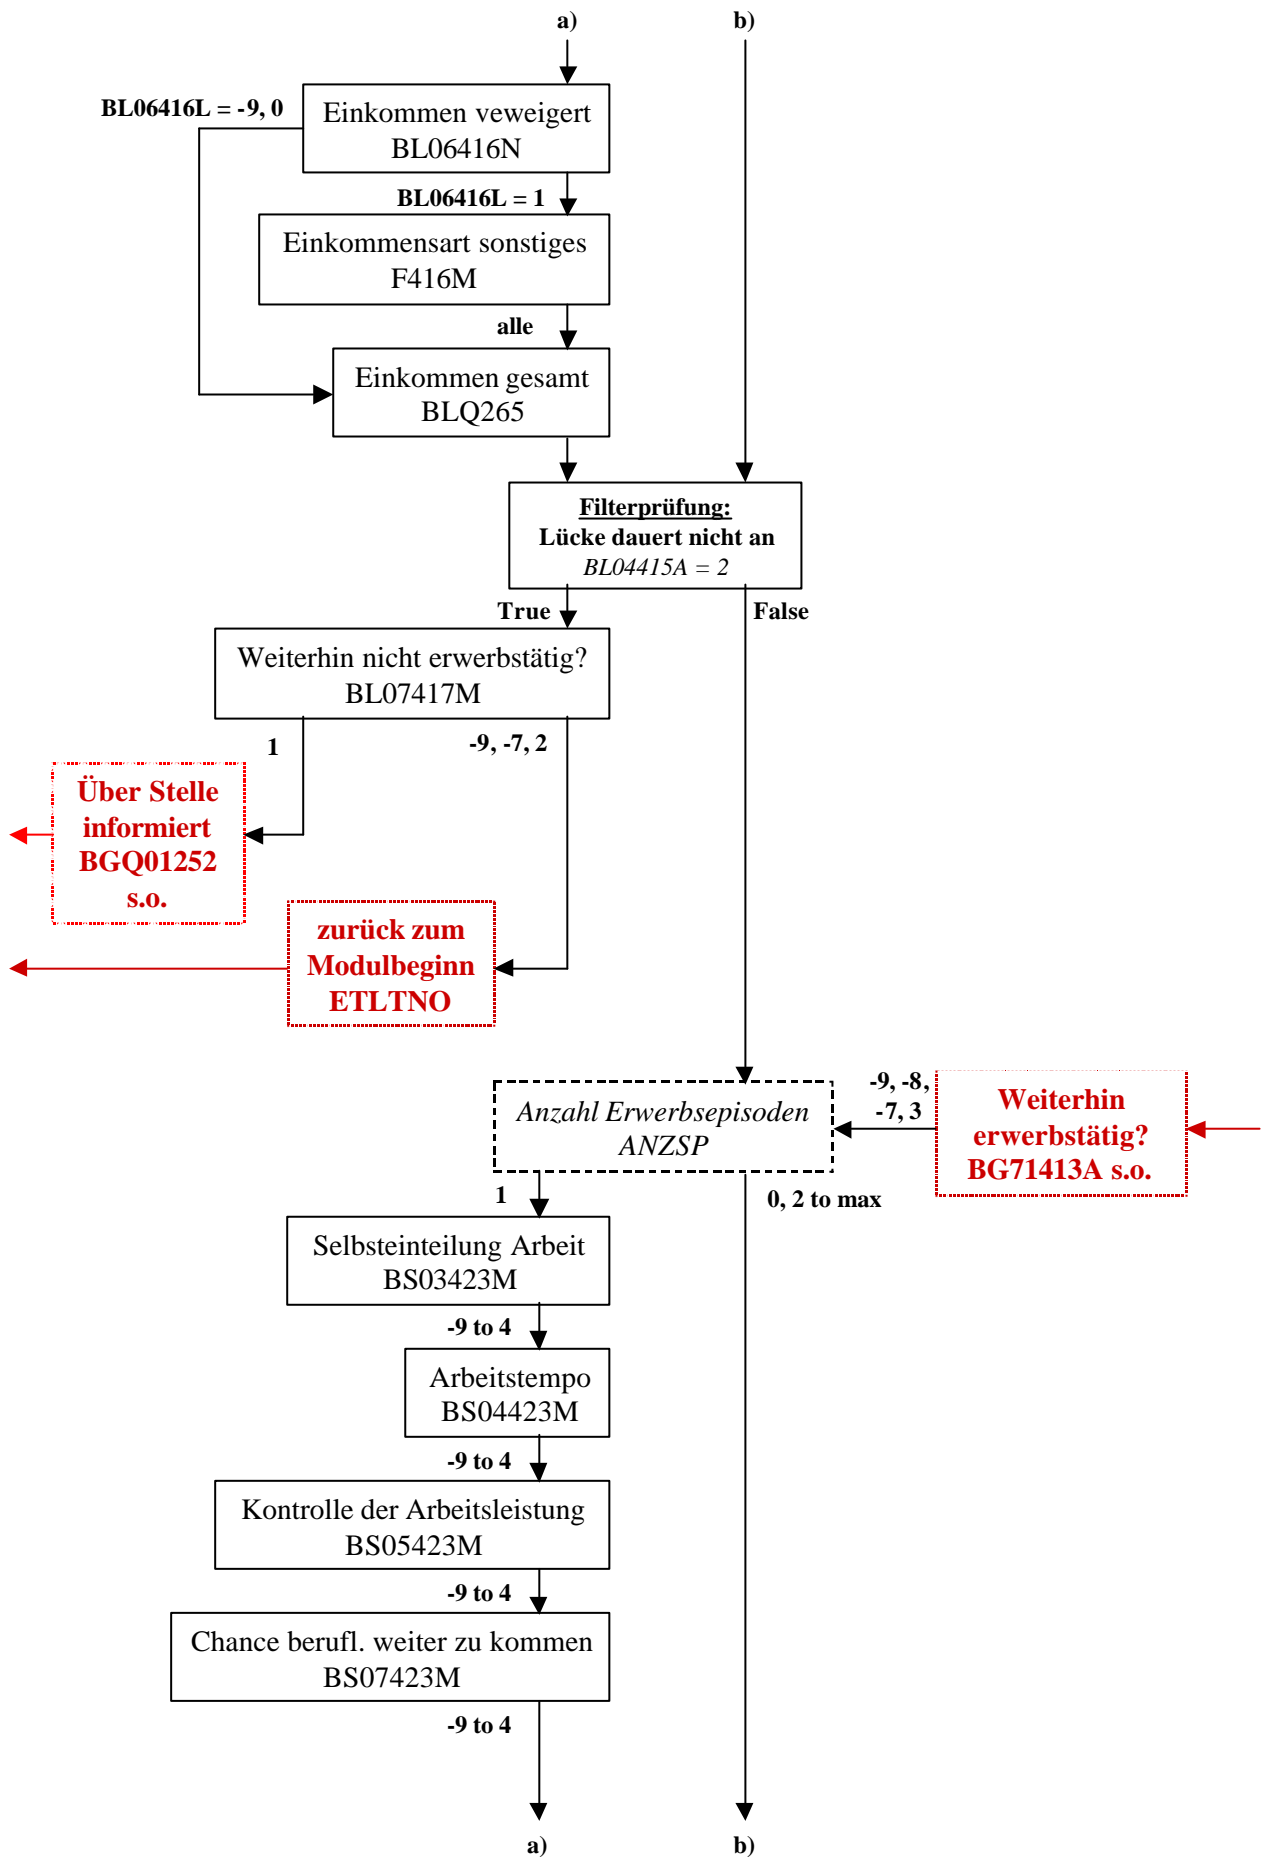 a)
b)
BL06416L = -9, 0
Einkommen veweigert
BL06416N
BL06416L = 1
Einkommensart sonstiges
F416M
alle
Einkommen gesamt
BLQ265
Filterprüfung:
Lücke dauert nicht an
BL04415A = 2
True
False
Weiterhin nicht erwerbstätig?
BL07417M
1
-9, -7, 2
Über Stelle
informiert
BGQ01252
s.o.
zurück zum
Modulbeginn
ETLTNO
Anzahl Erwerbsepisoden
ANZSP
-9, -8,
-7, 3
Weiterhin
erwerbstätig?
BG71413A s.o.
1
0, 2 to max
Selbsteinteilung Arbeit
BS03423M
-9 to 4
Arbeitstempo
BS04423M
-9 to 4
Kontrolle der Arbeitsleistung
BS05423M
-9 to 4
Chance berufl. weiter zu kommen
BS07423M
-9 to 4
a)
b)